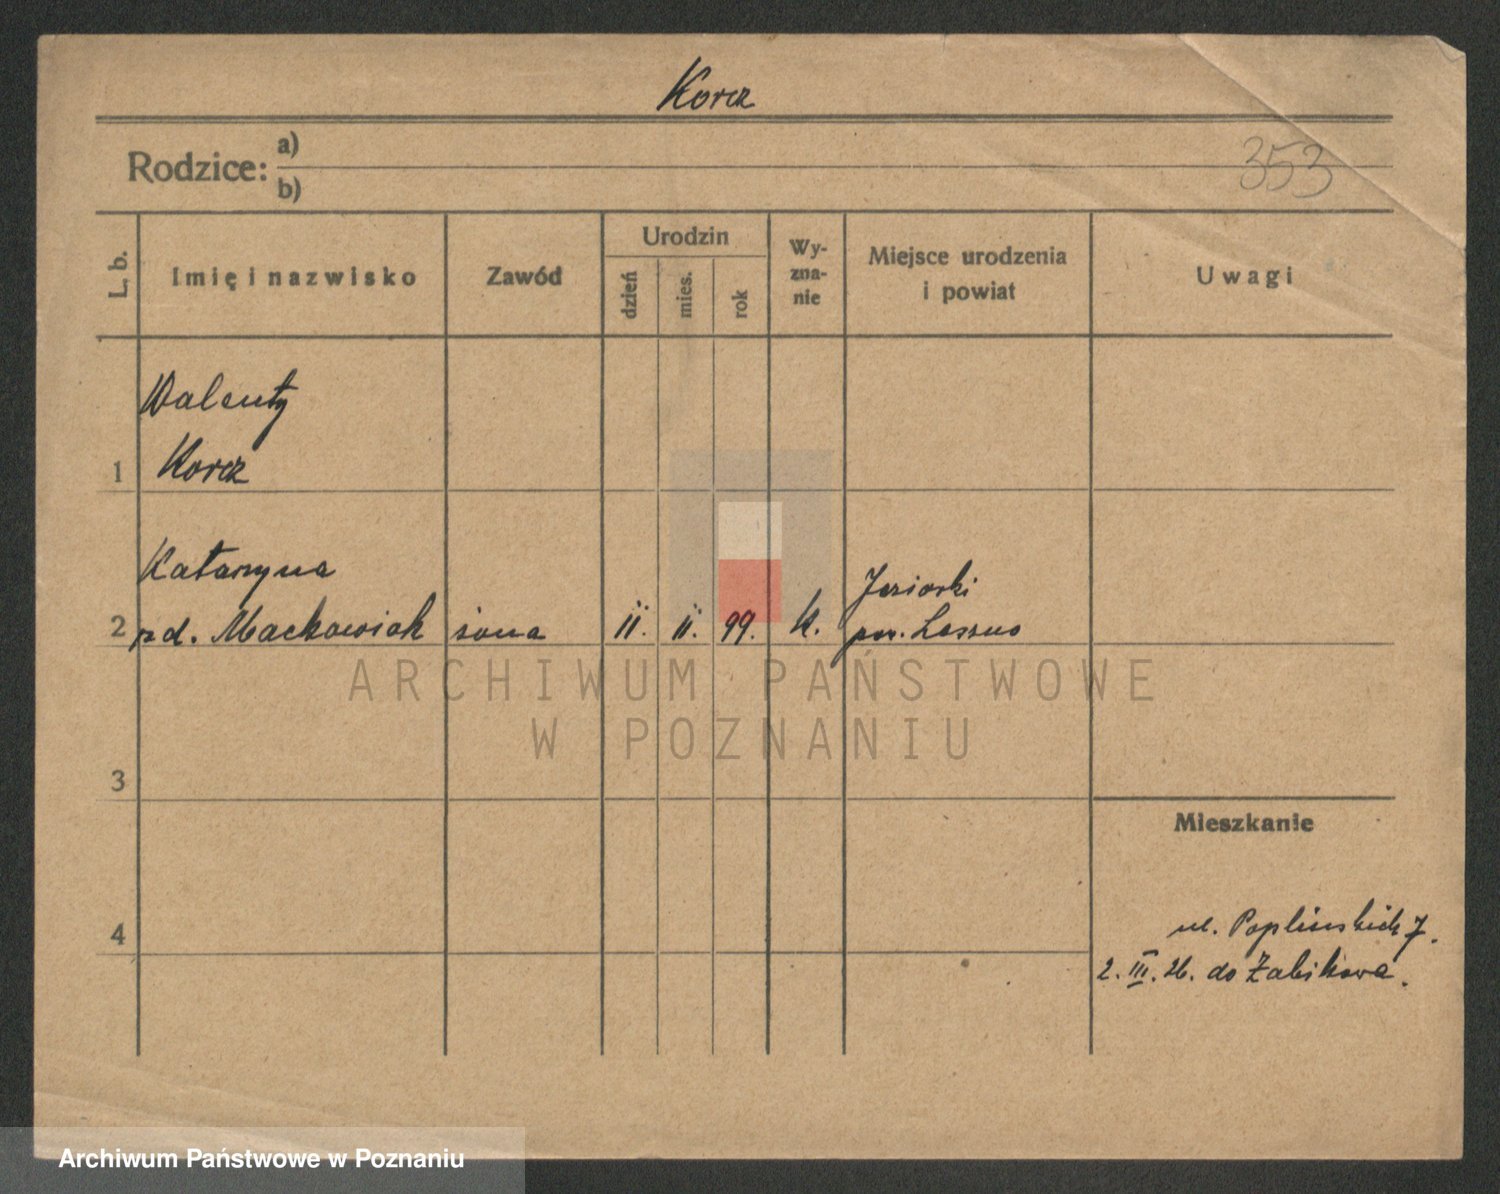 Korcz
Rodzice: a)
b)
353
L. b.
Imię i nazwisko
Zawód
Urodzin
dzień
mies.
rok
Wy-
zna-
nie
Miejsce urodzenia
i powiat
Uwagi
Walenty
1 Korcz
Katarzyna
2 zd. Maćkowiak żona 11. 11. 99. k.
Jeziorki
pow. Leszno
3
Mieszkanie
4
ul. Poplińskich 7.
2. III. 26. do Żabikowa.
ARCHIWUM PAŃSTWOWE
W POZNANIU
Archiwum Państwowe w Poznaniu